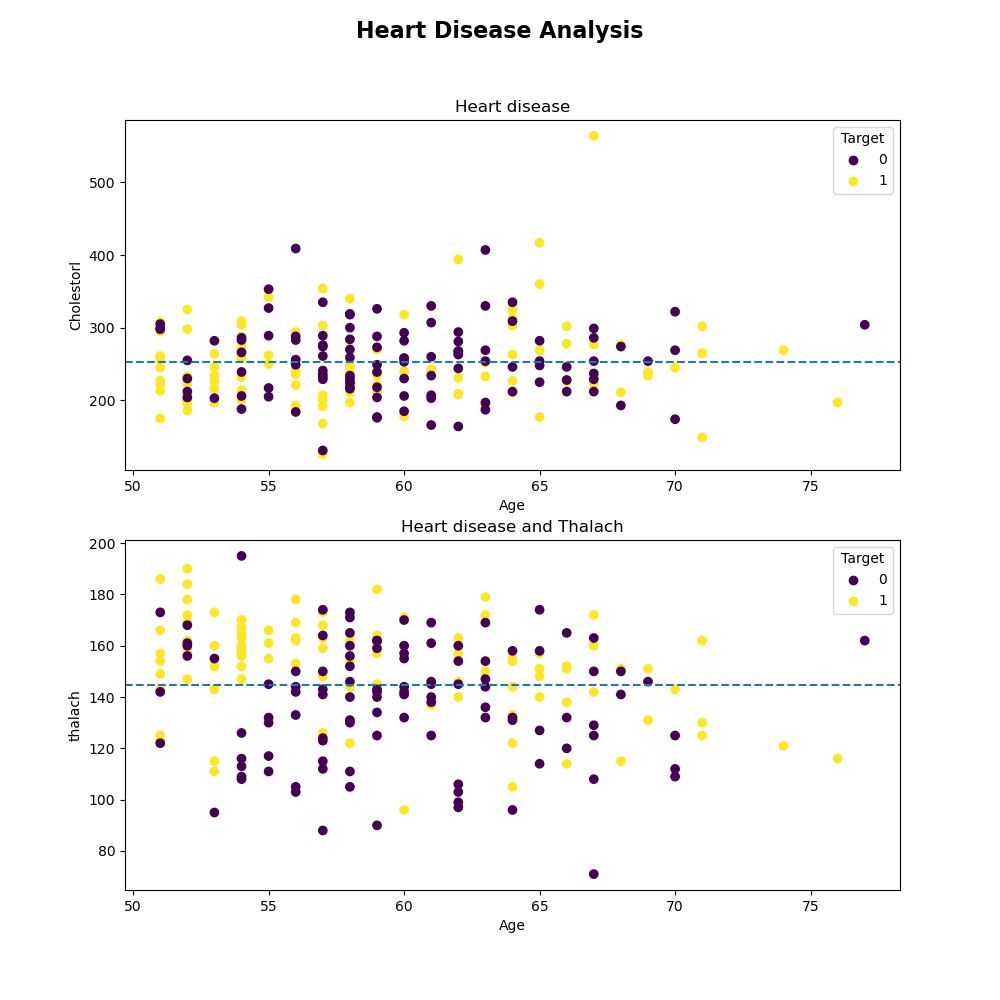 Heart Disease Analysis
Heart disease
Target
0
1
500
400
300
200
Cholestorl
50 55 60 65 70 75
Age
Heart disease and Thalach
Target
0
1
200
180
160
140
120
100
80
thalach
50 55 60 65 70 75
Age